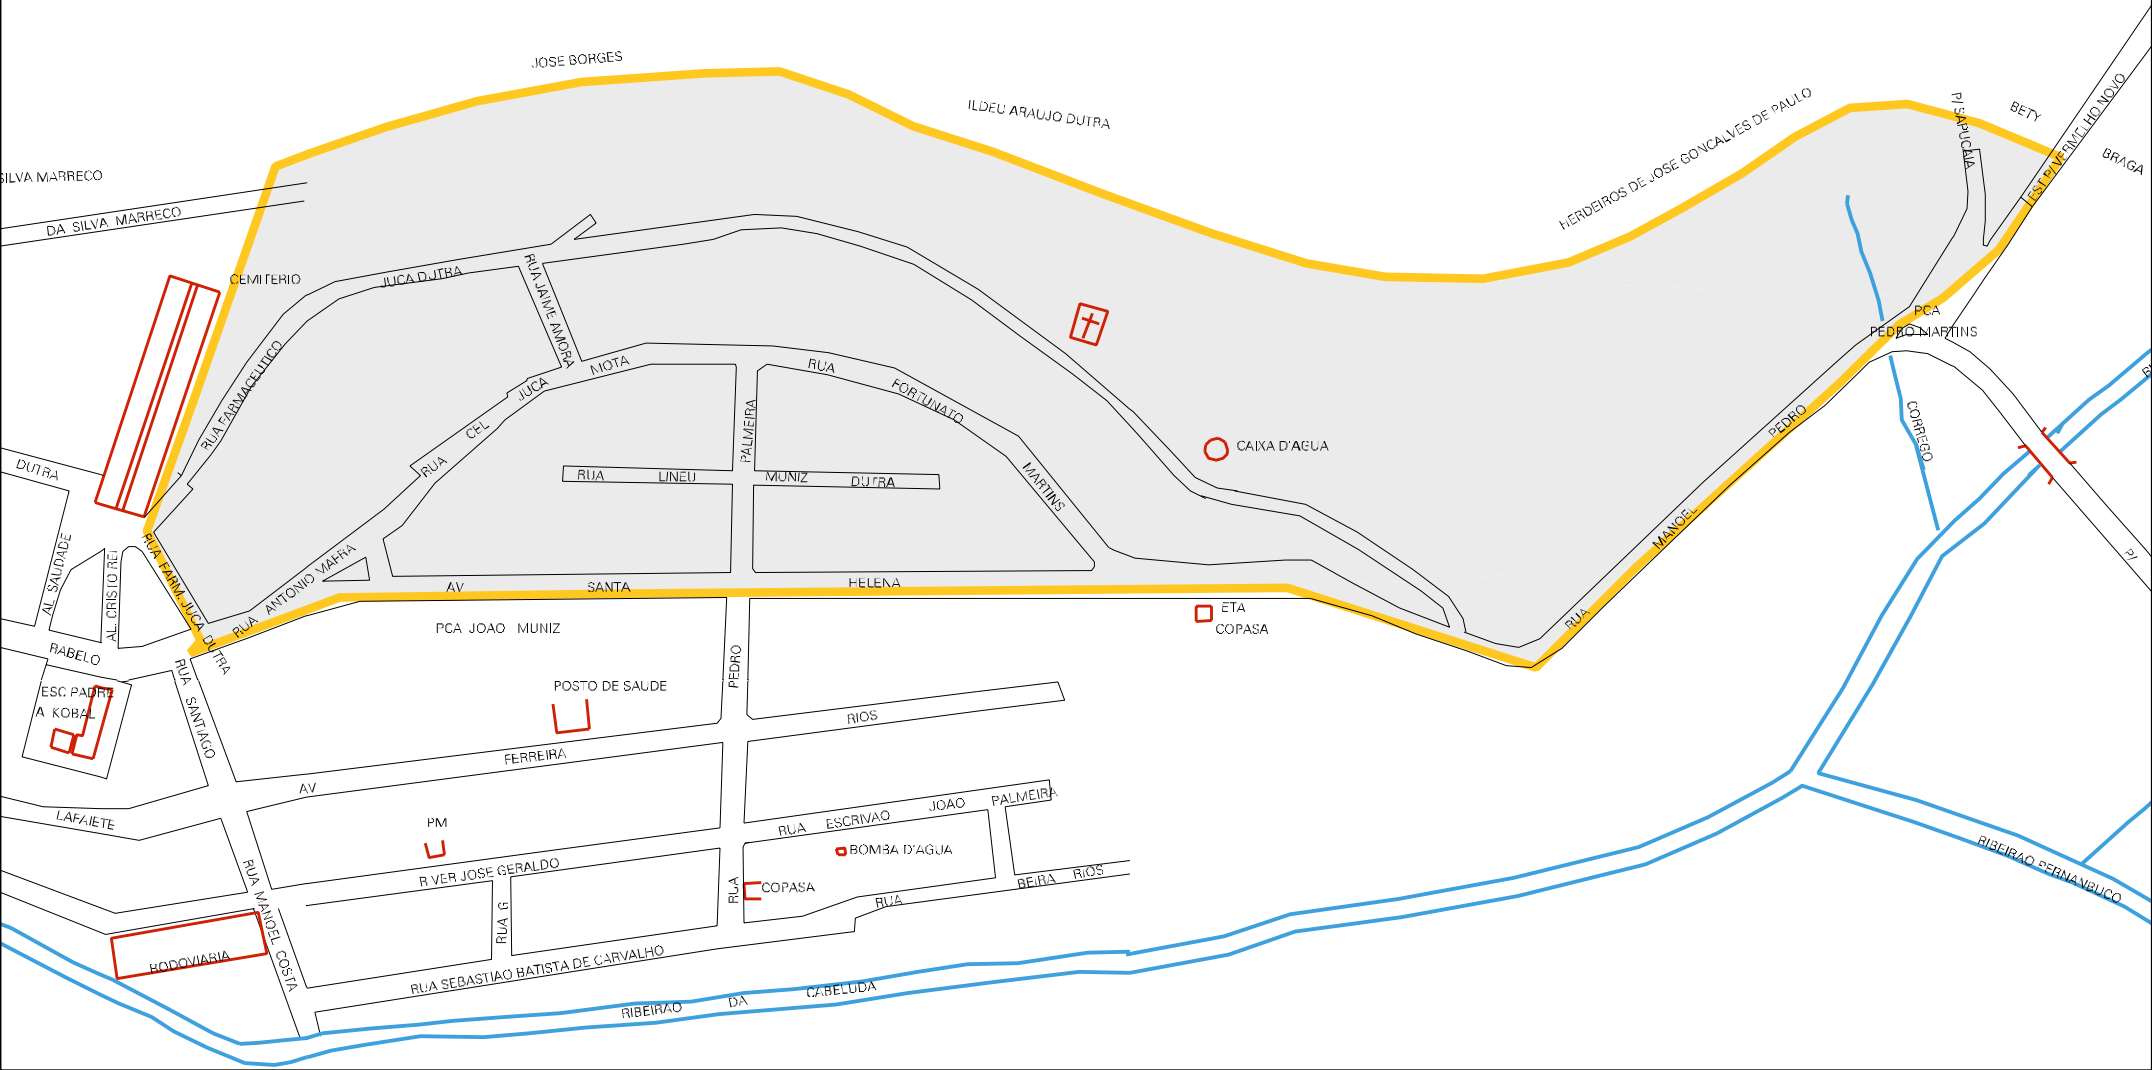 JOSE BORGES
ILDEU ARAUJO DUTRA
HERDEIROS DE JOSE GONCALVES DE PAULO
P/ SAPUCAIA
BETY
BRAGA
EST P/ VERMELHO NOVO
SILVA MARRECO
DA SILVA MARRECO
CEMITERIO
JUCA DUTRA
RUA FARMACEUTICO
RUA JAIME AMORA
RUA CEL JUCA MOTA
RUA FORTUNATO MARTINS
PALMEIRA
RUA LINEU MUNIZ DUTRA
CAIXA D'AGUA
PCA
PEDRO MARTINS
CORREGO
RUA MANOEL PEDRO
P/
DUTRA
AL SAUDADE
AL. CRISTO REI
RUA FARM. JUCA DUTRA
RUA ANTONIO MAFRA
AV SANTA HELENA
PCA JOAO MUNIZ
ETA
COPASA
RABELO
ESC PADRE
A KOBAL
RUA SANTIAGO
POSTO DE SAUDE
PEDRO
RIOS
FERREIRA
AV
LAFAIETE
PM
RUA ESCRIVAO JOAO PALMEIRA
BOMBA D'AGUA
R VER JOSE GERALDO
COPASA
RUA
RUA G
RUA BEIRA RIOS
RUA MANOEL COSTA
RODOVIARIA
RUA SEBASTIAO BATISTA DE CARVALHO
RIBEIRAO DA CABELUDA
RIBEIRAO PERNANBUCO